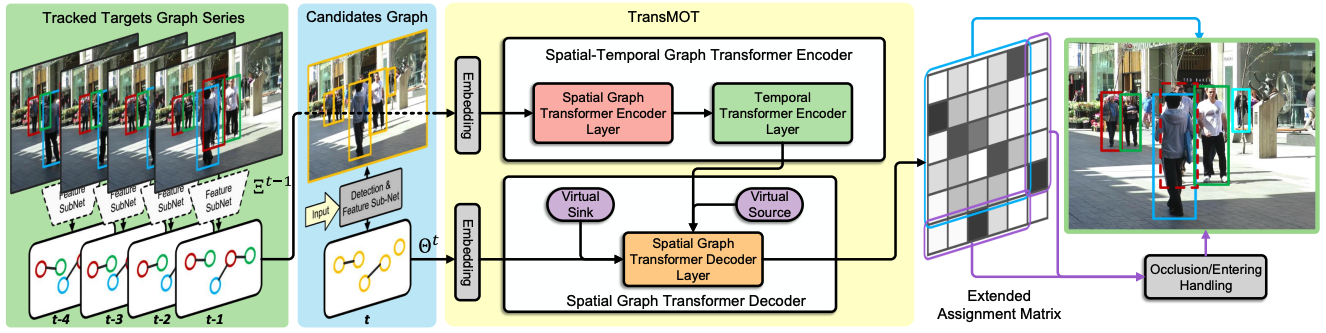 Tracked Targets Graph Series
Feature
SubNet
Feature
SubNet
Feature
SubNet
Feature
SubNet
Ξ^{t-1}
t-4
t-3
t-2
t-1
Candidates Graph
Input
Detection &
Feature Sub-Net
Θ^t
t
TransMOT
Embedding
Spatial-Temporal Graph Transformer Encoder
Spatial Graph
Transformer Encoder
Layer
Temporal
Transformer Encoder
Layer
Embedding
Virtual
Sink
Virtual
Source
Spatial Graph
Transformer Decoder
Layer
Spatial Graph Transformer Decoder
Extended
Assignment Matrix
Occlusion/Entering
Handling